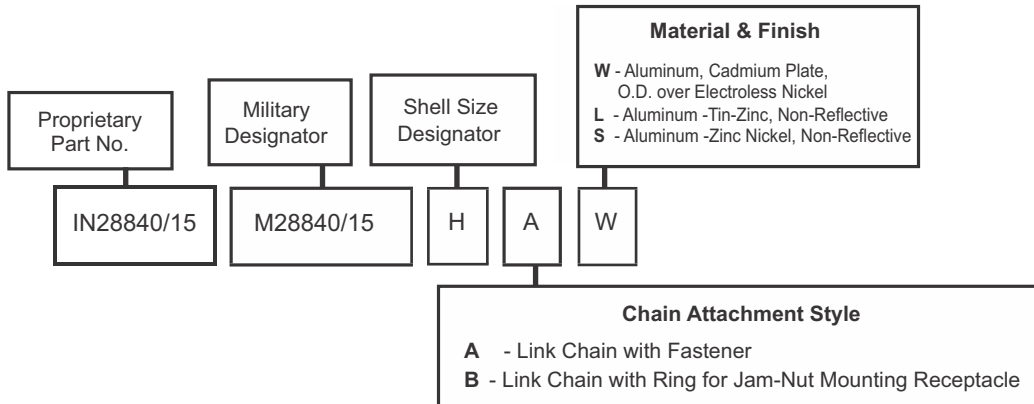 Material & Finish
W - Aluminum, Cadmium Plate,
O.D. over Electroless Nickel
L - Aluminum -Tin-Zinc, Non-Reflective
S - Aluminum -Zinc Nickel, Non-Reflective
Proprietary
Part No.
Military
Designator
Shell Size
Designator
IN28840/15
M28840/15
H
A
W
Chain Attachment Style
A - Link Chain with Fastener
B - Link Chain with Ring for Jam-Nut Mounting Receptacle